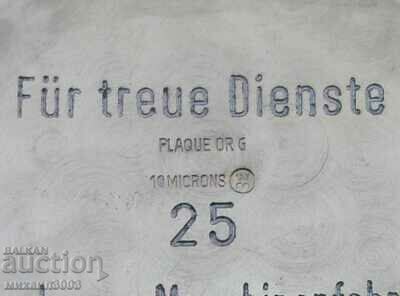 Für treue Dienste
PLAQUE OR G
10 MICRONS
25
BALKAN
auction
михаил3003